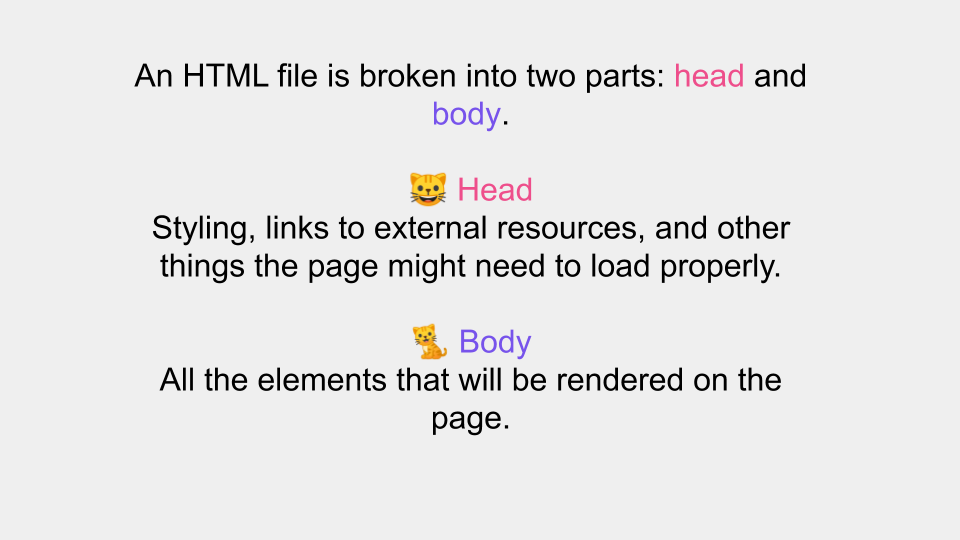 An HTML file is broken into two parts: head and
body.
😺 Head
Styling, links to external resources, and other
things the page might need to load properly.
🐈 Body
All the elements that will be rendered on the
page.